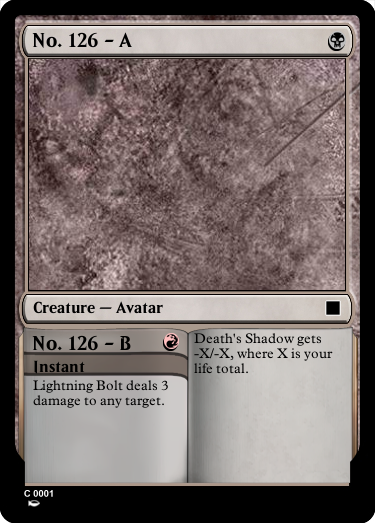 No. 126 – A
Creature — Avatar
No. 126 – B
Instant
Lightning Bolt deals 3
damage to any target.
Death's Shadow gets
-X/-X, where X is your
life total.
C 0001